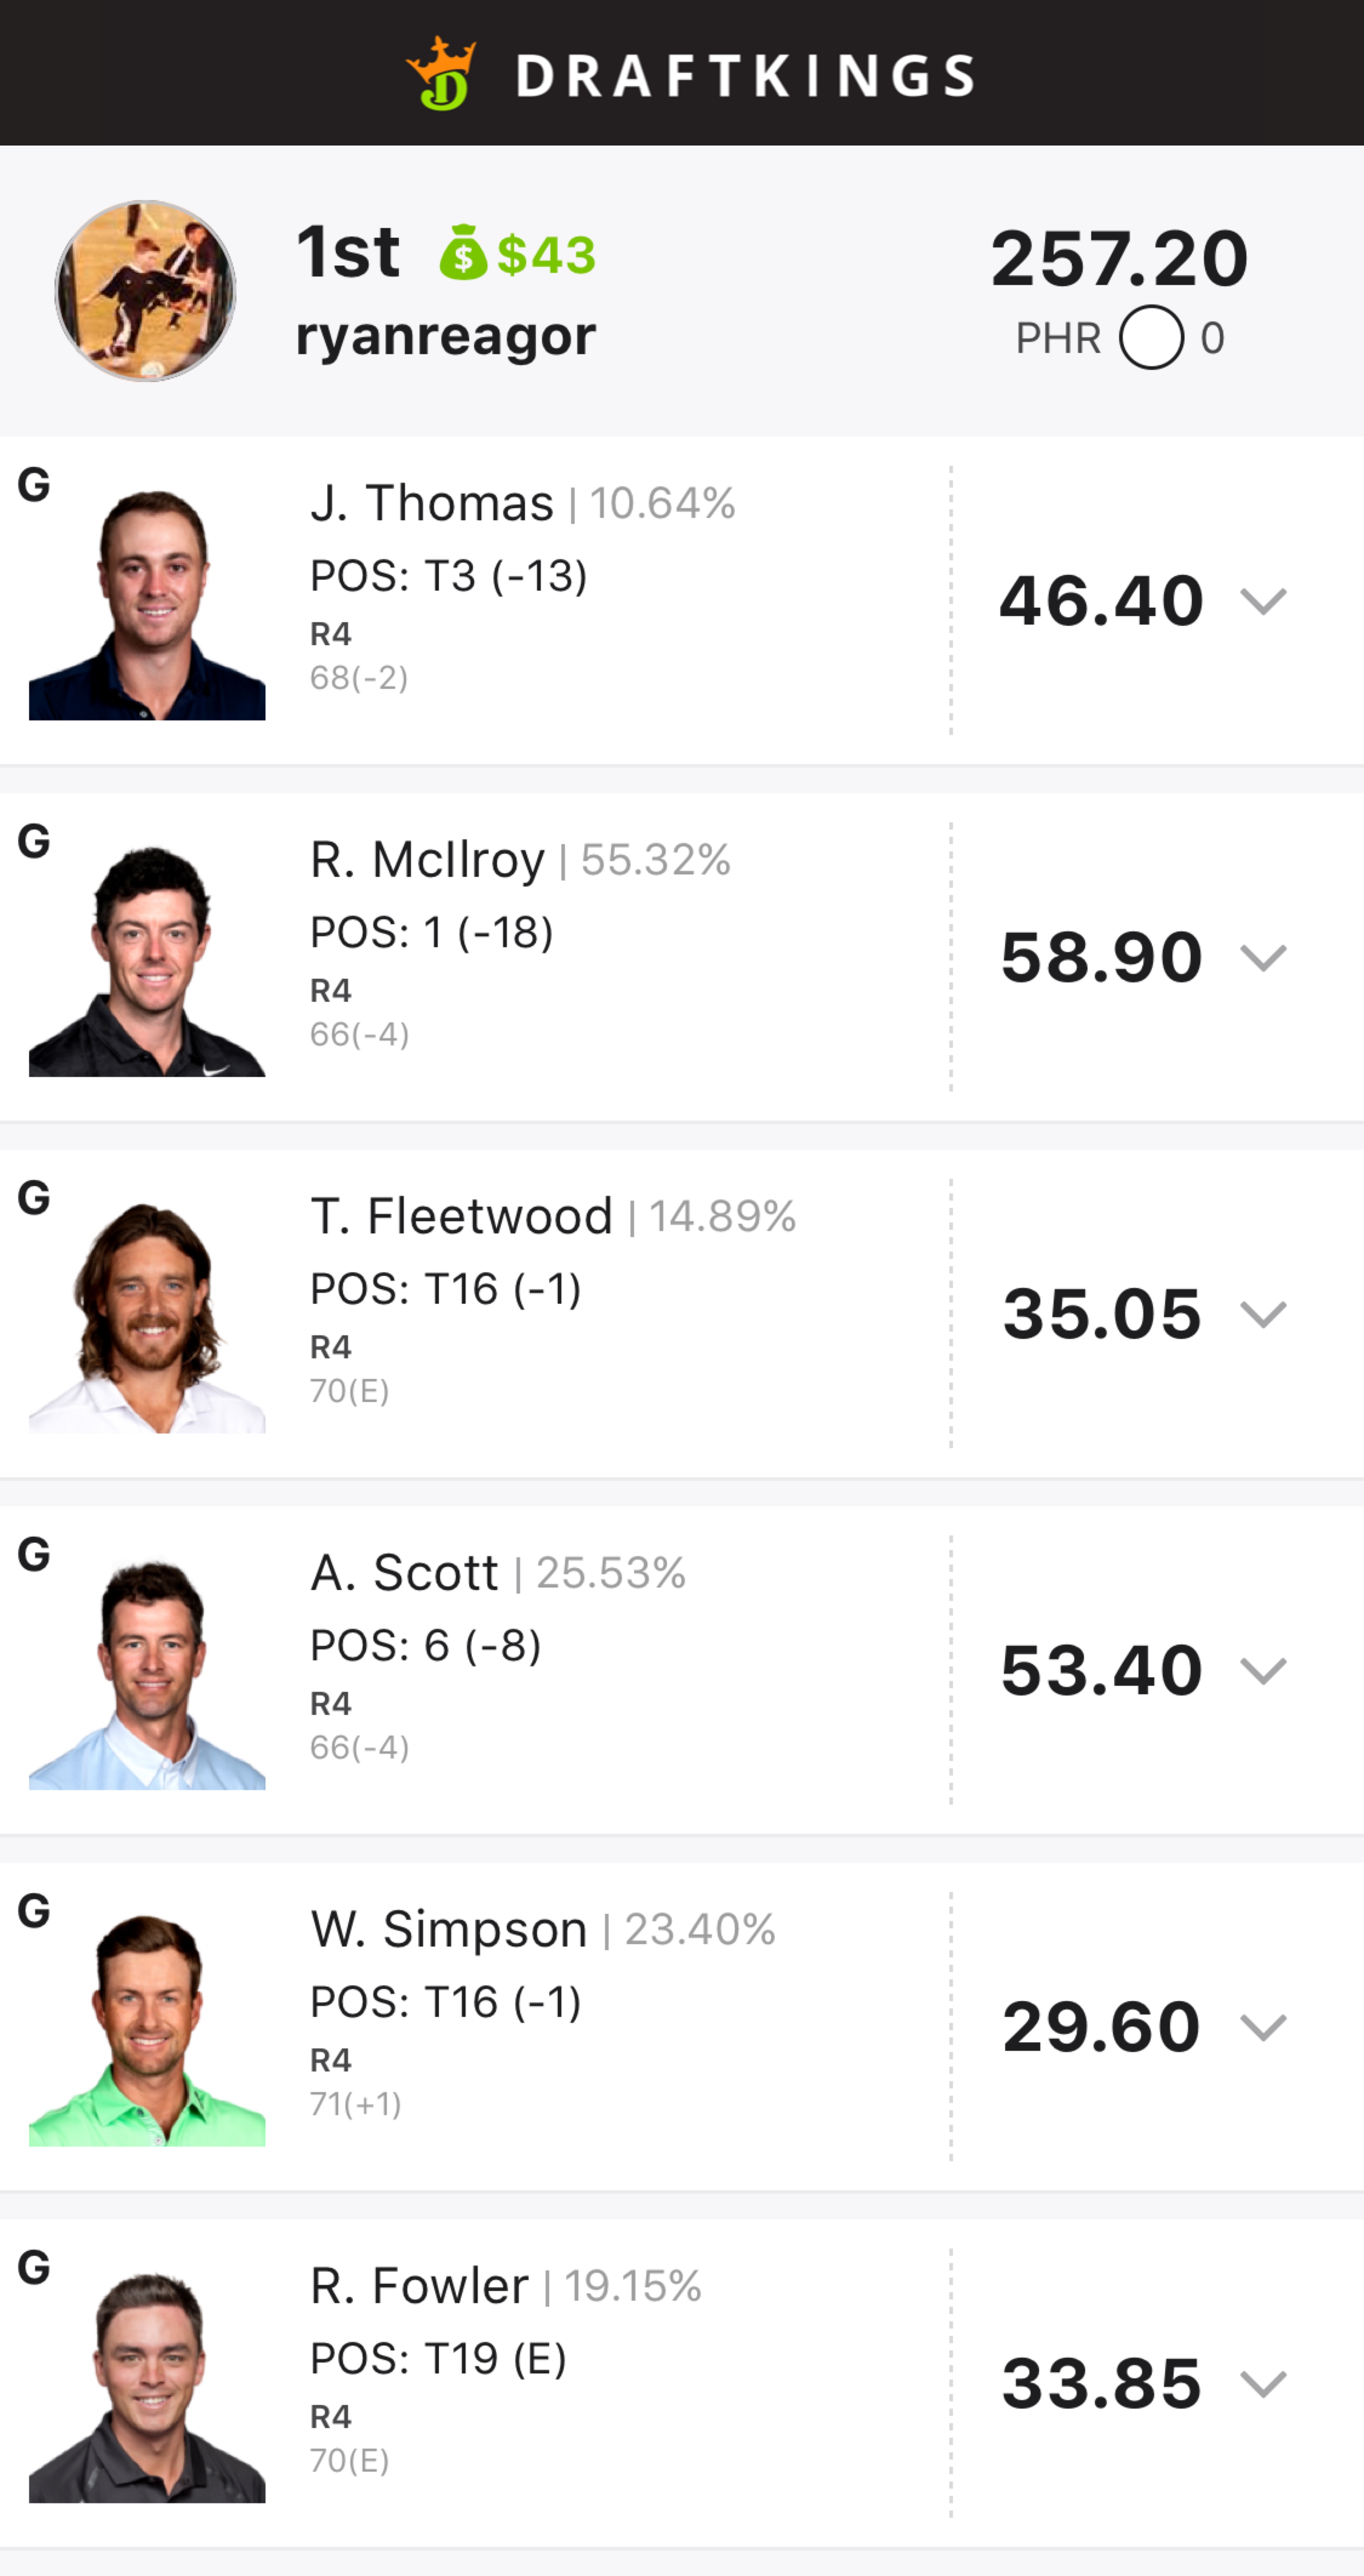 DRAFTKINGS
1st $43
257.20
ryanreagor
PHR 0
G
J. Thomas | 10.64%
POS: T3 (-13)
R4
68(-2)
46.40
G
R. McIlroy | 55.32%
POS: 1 (-18)
R4
66(-4)
58.90
G
T. Fleetwood | 14.89%
POS: T16 (-1)
R4
70(E)
35.05
G
A. Scott | 25.53%
POS: 6 (-8)
R4
66(-4)
53.40
G
W. Simpson | 23.40%
POS: T16 (-1)
R4
71(+1)
29.60
G
R. Fowler | 19.15%
POS: T19 (E)
R4
70(E)
33.85